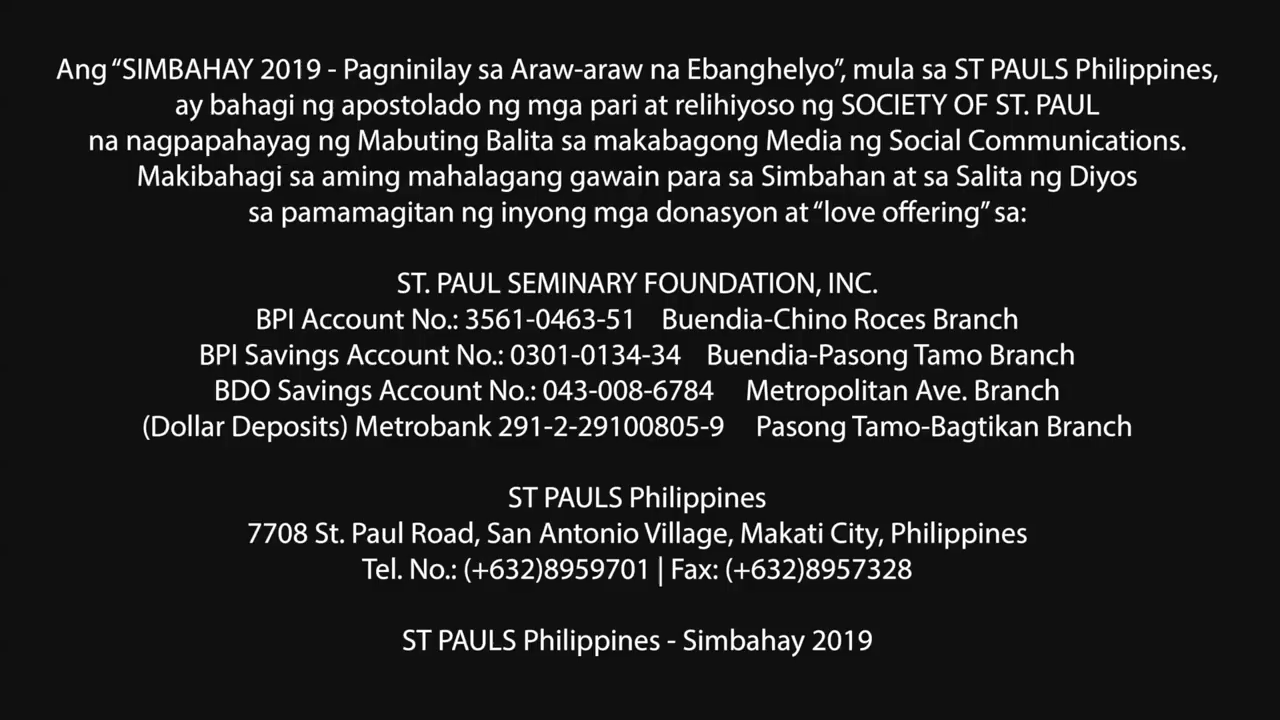 Ang “SIMBAHAY 2019 - Pagninilay sa Araw-araw na Ebanghelyo”, mula sa ST PAULS Philippines,
ay bahagi ng apostolado ng mga pari at relihiyoso ng SOCIETY OF ST. PAUL
na nagpapahayag ng Mabuting Balita sa makabagong Media ng Social Communications.
Makibahagi sa aming mahalagang gawain para sa Simbahan at sa Salita ng Diyos
sa pamamagitan ng inyong mga donasyon at “love offering” sa:
ST. PAUL SEMINARY FOUNDATION, INC.
BPI Account No.: 3561-0463-51 Buendia-Chino Roces Branch
BPI Savings Account No.: 0301-0134-34 Buendia-Pasong Tamo Branch
BDO Savings Account No.: 043-008-6784 Metropolitan Ave. Branch
(Dollar Deposits) Metrobank 291-2-29100805-9 Pasong Tamo-Bagtikan Branch
ST PAULS Philippines
7708 St. Paul Road, San Antonio Village, Makati City, Philippines
Tel. No.: (+632)8959701 | Fax: (+632)8957328
ST PAULS Philippines - Simbahay 2019